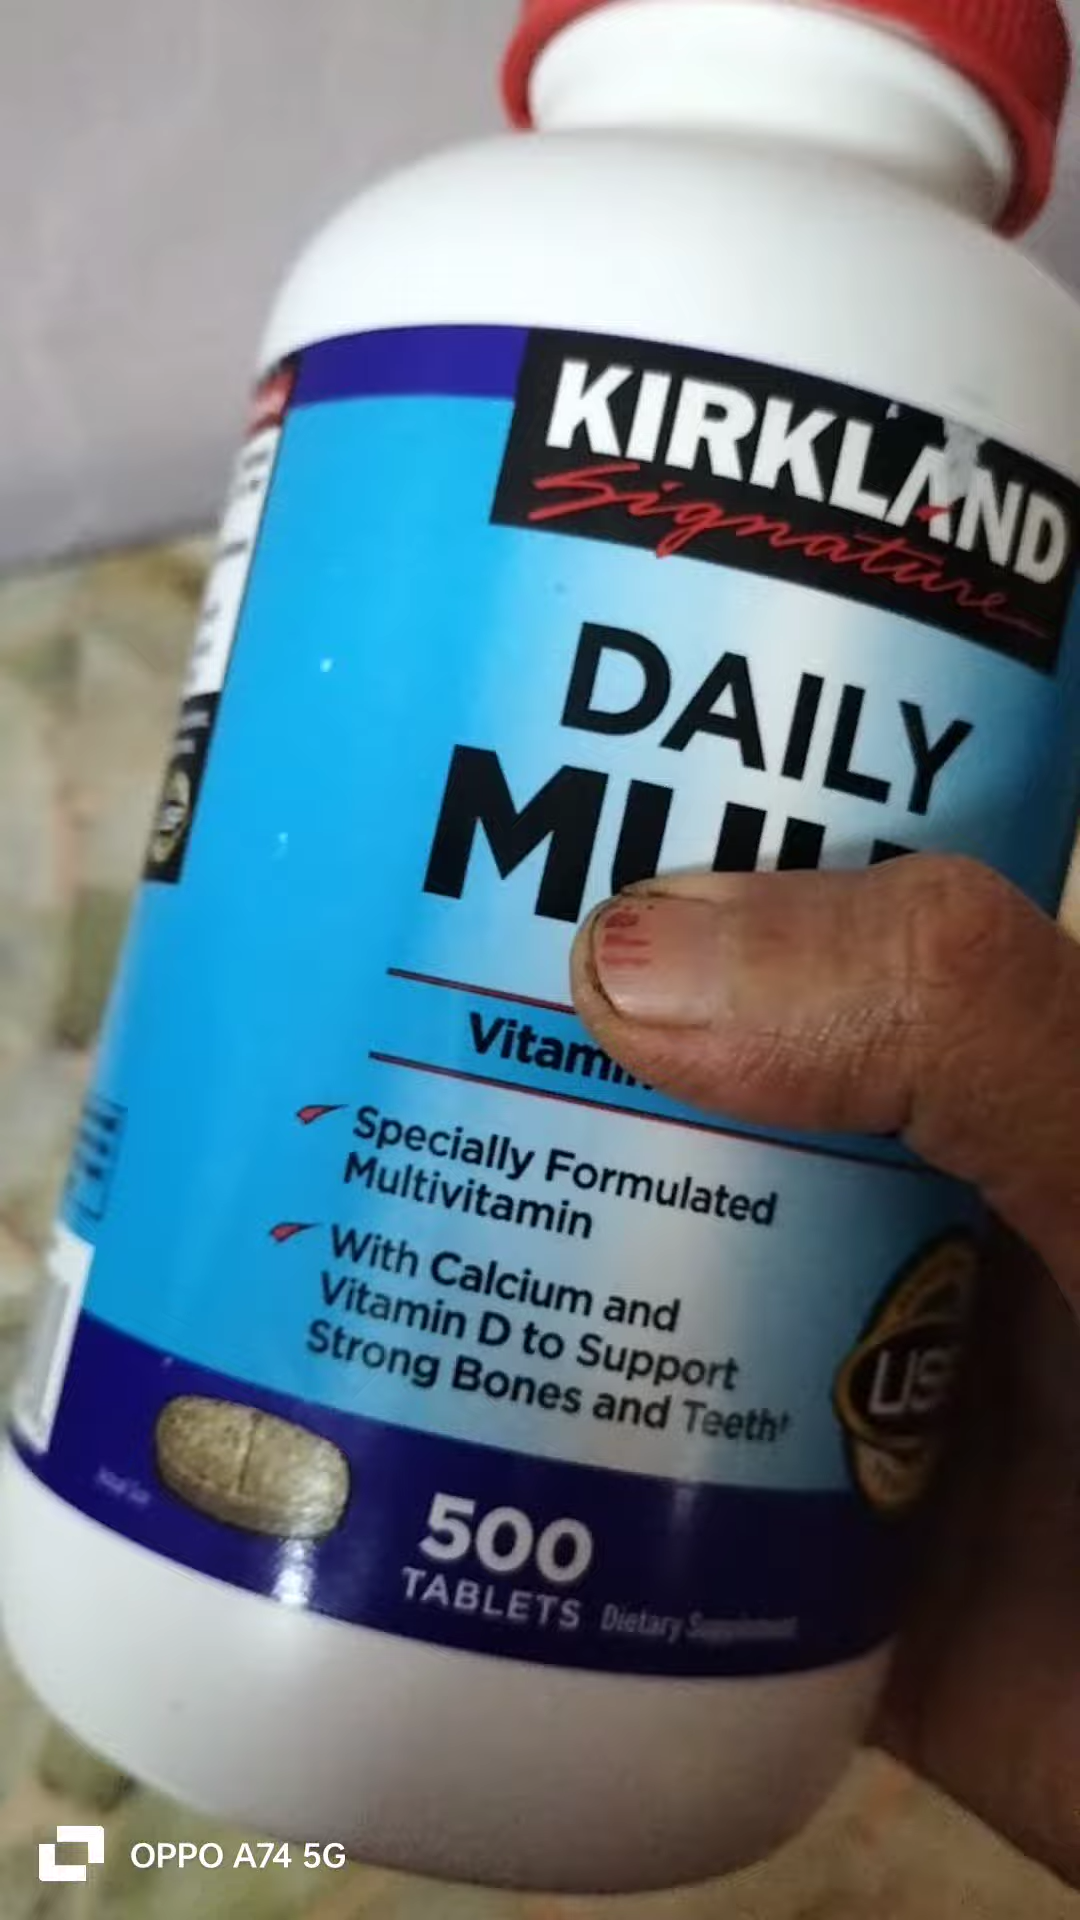 KIRKLAND
Signature
DAILY
Specially Formulated
Multivitamin
With Calcium and
Vitamin D to Support
Strong Bones and Teeth†
500
TABLETS Dietary Supplement
OPPO A74 5G